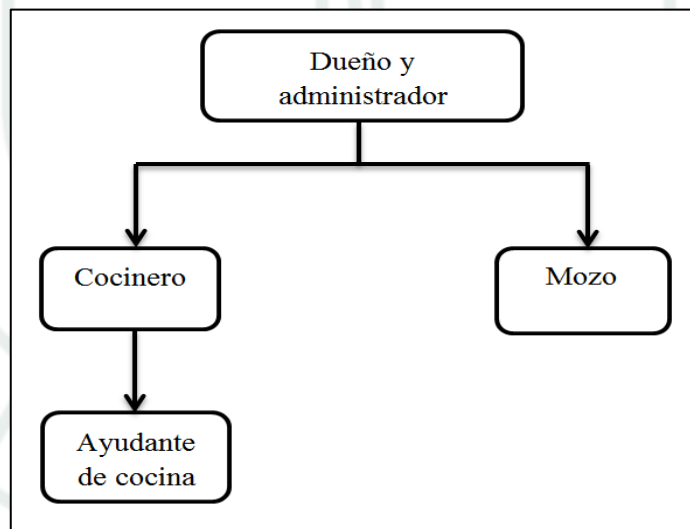 Dueño y
administrador
Cocinero
Mozo
Ayudante
de cocina